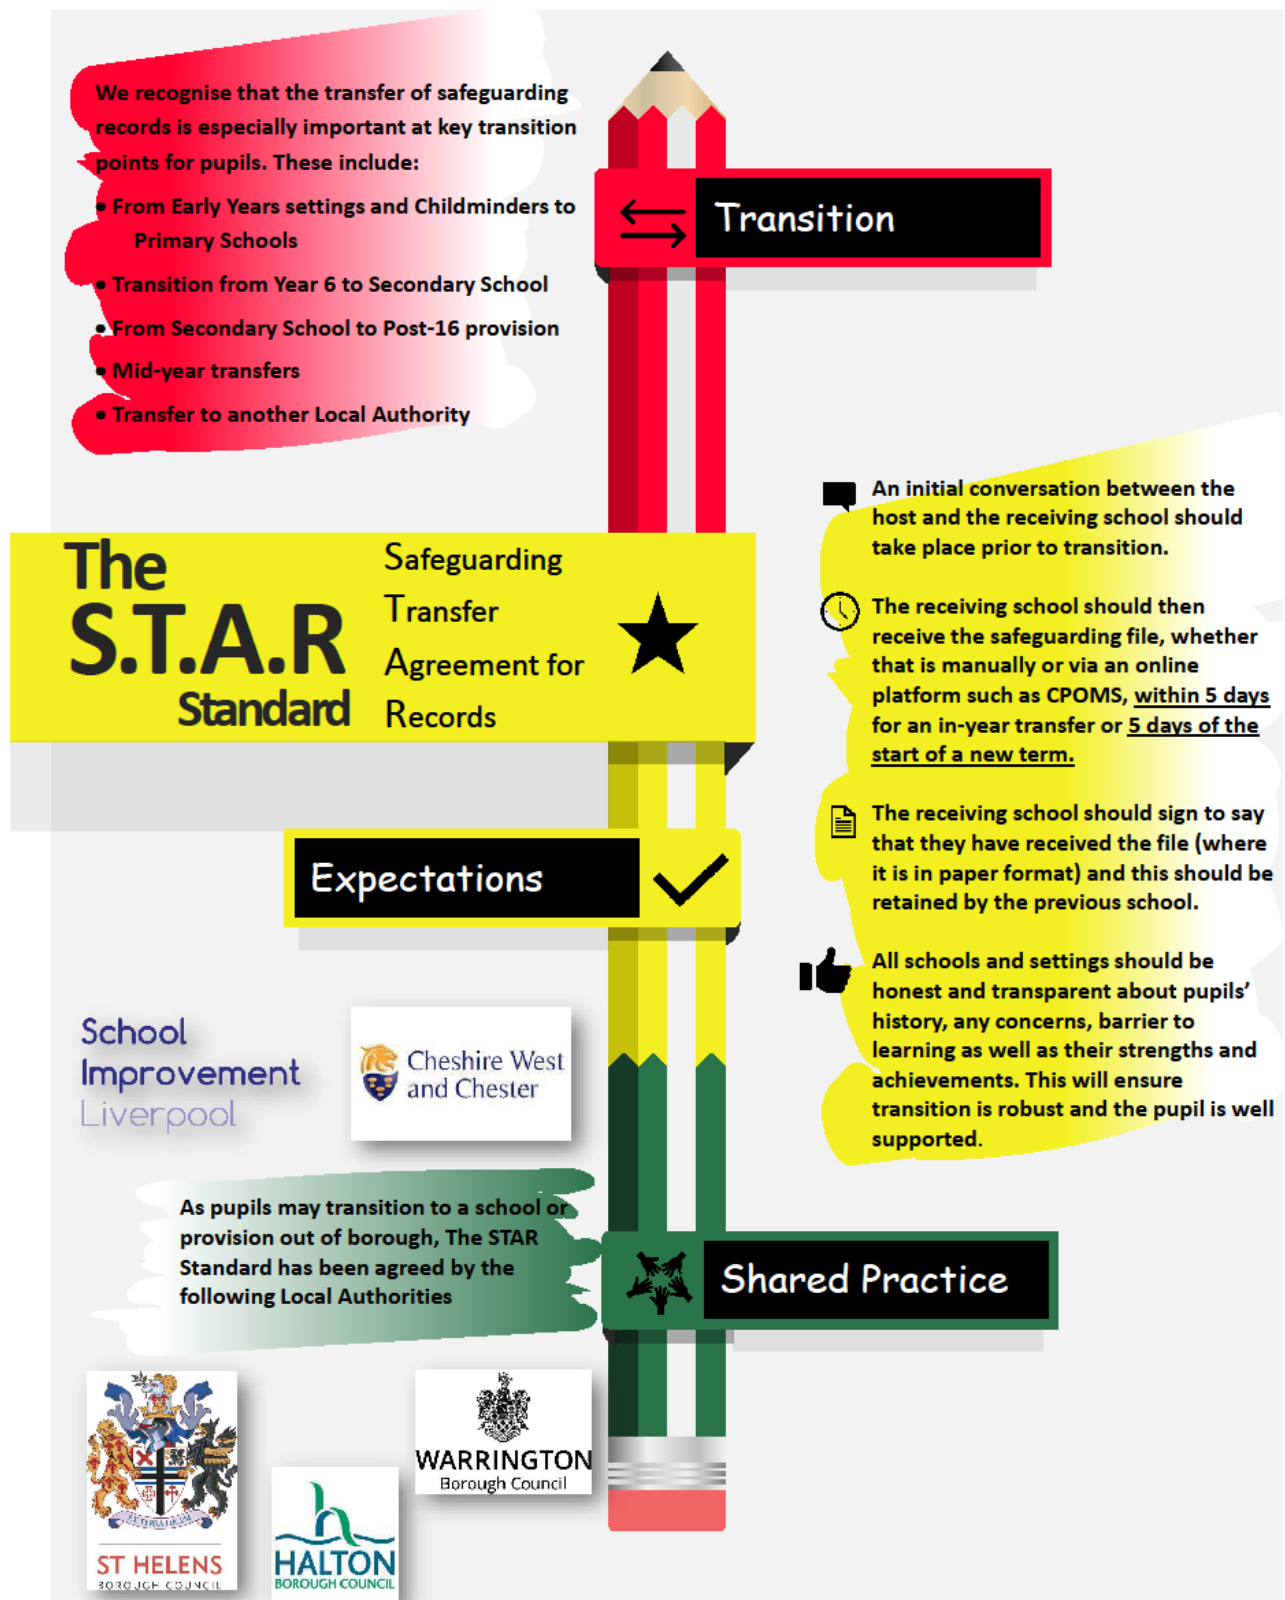 We recognise that the transfer of safeguarding
records is especially important at key transition
points for pupils. These include:
• From Early Years settings and Childminders to
Primary Schools
• Transition from Year 6 to Secondary School
• From Secondary School to Post-16 provision
• Mid-year transfers
• Transfer to another Local Authority
Transition
The
S.T.A.R
Standard
Safeguarding
Transfer
Agreement for
Records
An initial conversation between the
host and the receiving school should
take place prior to transition.
The receiving school should then
receive the safeguarding file, whether
that is manually or via an online
platform such as CPOMS, within 5 days
for an in-year transfer or 5 days of the
start of a new term.
The receiving school should sign to say
that they have received the file (where
it is in paper format) and this should be
retained by the previous school.
All schools and settings should be
honest and transparent about pupils'
history, any concerns, barrier to
learning as well as their strengths and
achievements. This will ensure
transition is robust and the pupil is well
supported.
Expectations
School
Improvement
Liverpool
Cheshire West
and Chester
As pupils may transition to a school or
provision out of borough, The STAR
Standard has been agreed by the
following Local Authorities
Shared Practice
ST HELENS
BOROUGH COUNCIL
HALTON
BOROUGH COUNCIL
WARRINGTON
Borough Council